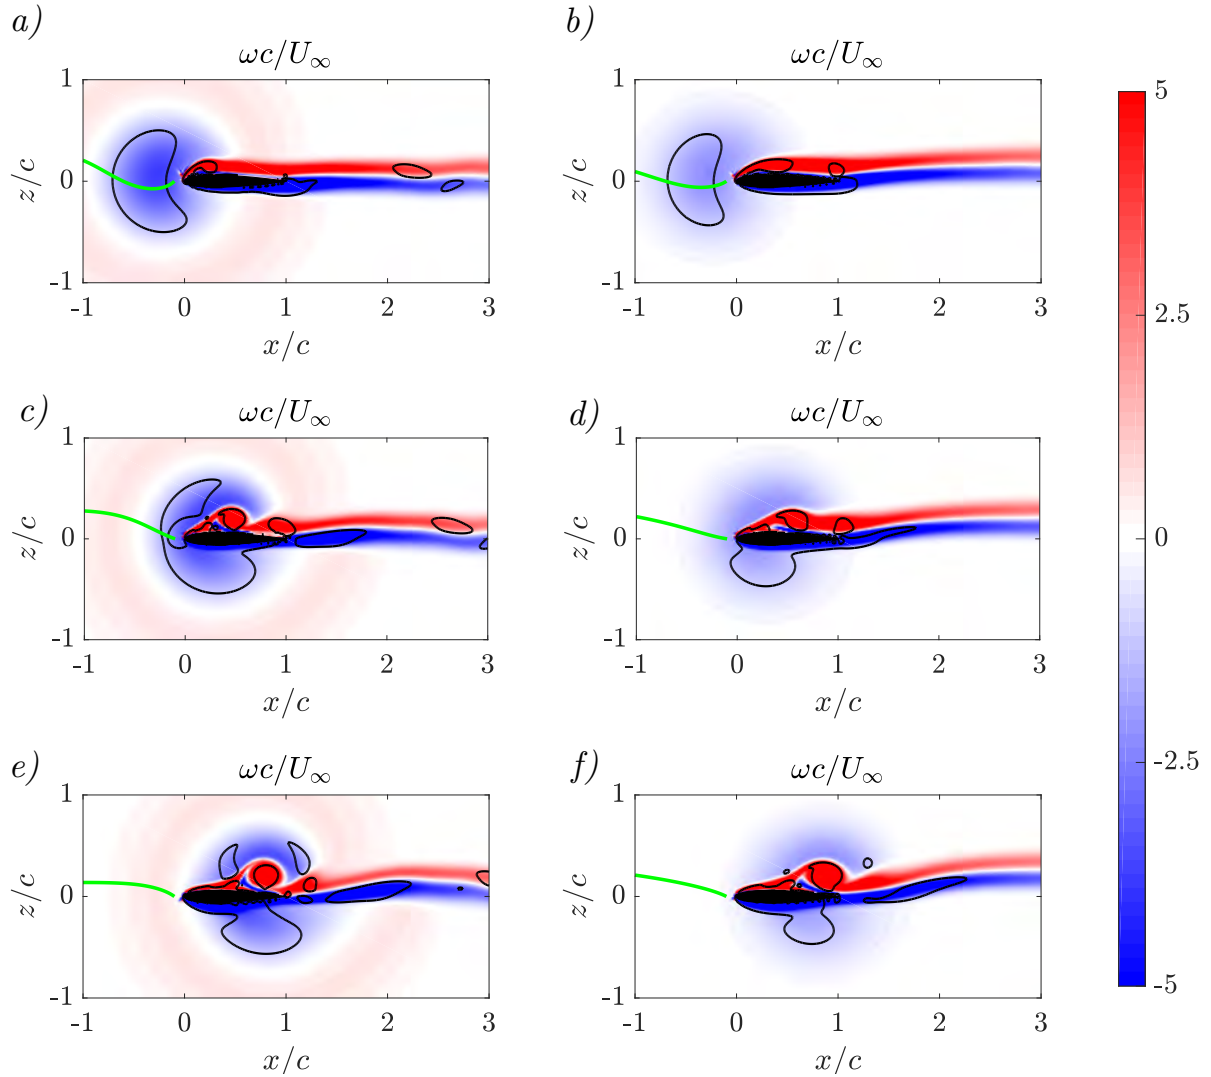 a) b)
ωc/U∞ ωc/U∞
1 1 5
z/c 0 z/c 0
-1 -1
-1 0 1 2 3 -1 0 1 2 3 2.5
x/c x/c
c) d)
ωc/U∞ ωc/U∞
1 1
z/c 0 z/c 0 0
-1 -1
-1 0 1 2 3 -1 0 1 2 3
x/c x/c
e) f)
ωc/U∞ ωc/U∞ -2.5
1 1
z/c 0 z/c 0
-1 -1 -5
-1 0 1 2 3 -1 0 1 2 3
x/c x/c